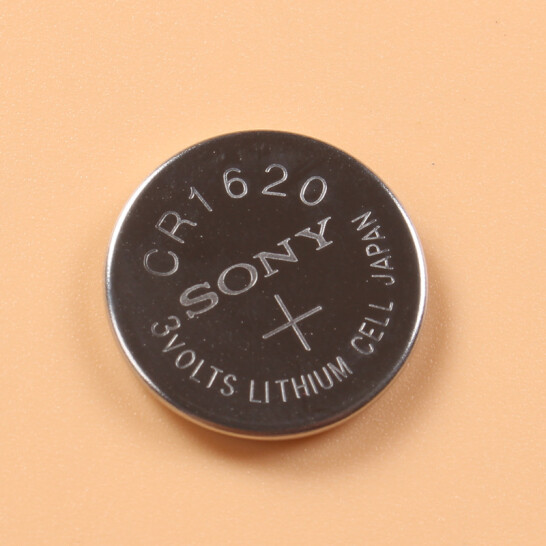 CR1620
SONY
+
3VOLTS LITHIUM CELL JAPAN